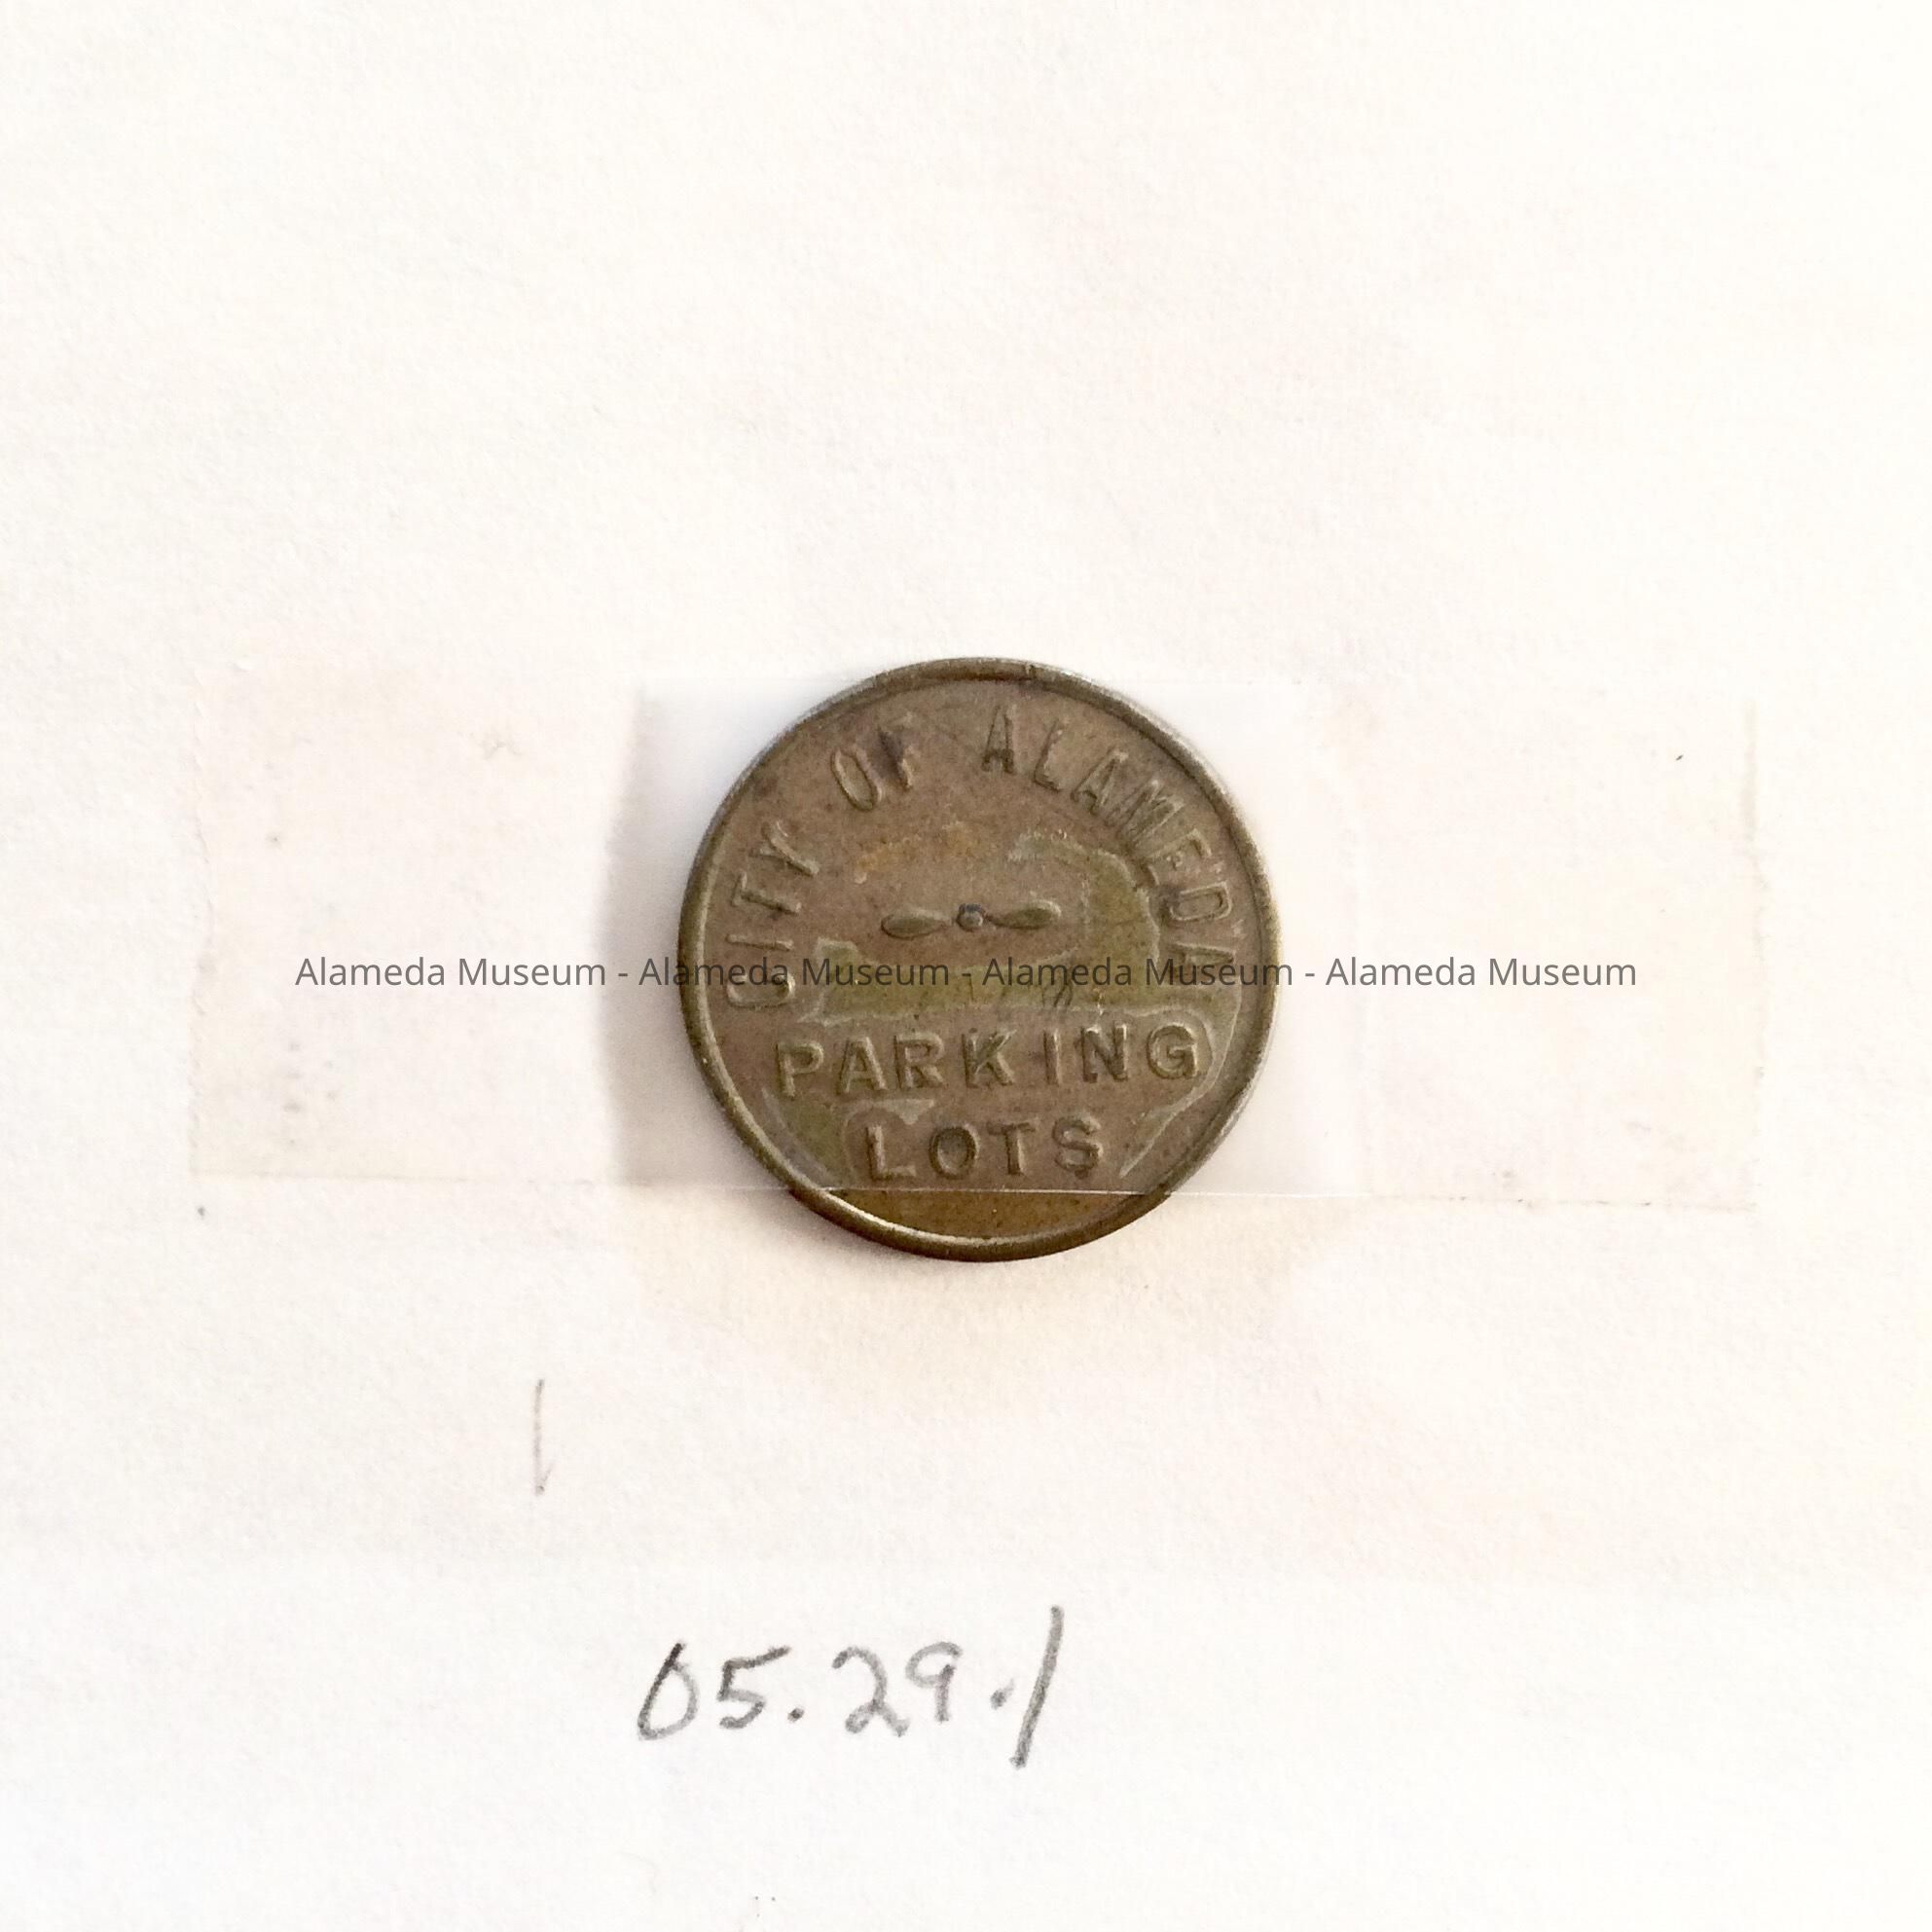 CITY OF ALAMEDA
Alameda Museum - Alameda Museum - Alameda Museum - Alameda Museum
PARKING
LOTS
05.29.1